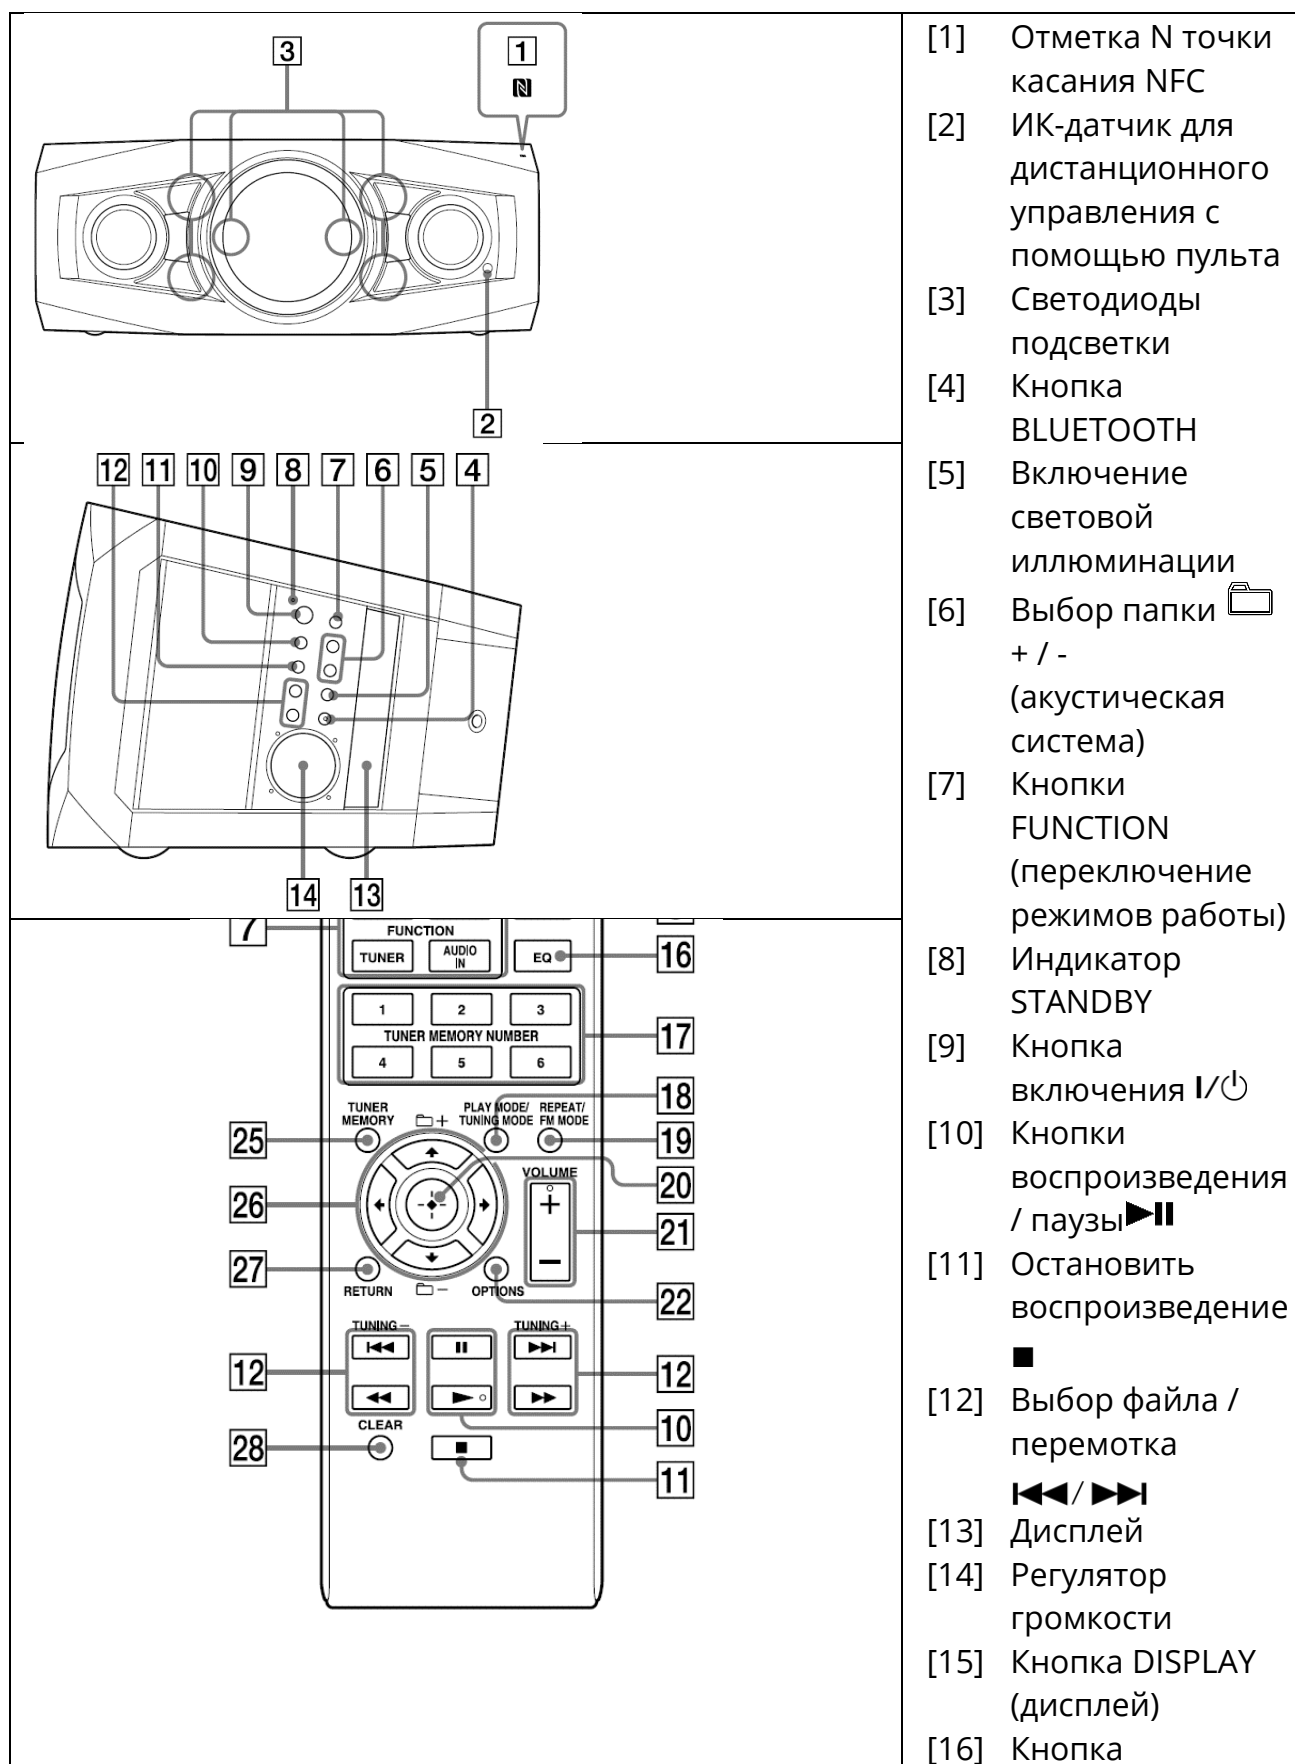 3
1
N
2
12 11 10 9 8 7 6 5 4
14 13
7
FUNCTION
TUNER
AUDIO
IN
EQ
16
1 2 3
TUNER MEMORY NUMBER
4 5 6
17
TUNER
MEMORY
+
PLAY MODE/
TUNING MODE
REPEAT/
FM MODE
18
25
19
VOLUME
20
+
26
21
−
27
RETURN
−
OPTIONS
22
TUNING −
TUNING +
12
12
CLEAR
10
28
11
[1] Отметка N точки
касания NFC
[2] ИК-датчик для
дистанционного
управления с
помощью пульта
[3] Светодиоды
подсветки
[4] Кнопка
BLUETOOTH
[5] Включение
световой
иллюминации
[6] Выбор папки
+ / -
(акустическая
система)
[7] Кнопки
FUNCTION
(переключение
режимов работы)
[8] Индикатор
STANDBY
[9] Кнопка
включения I/⏻
[10] Кнопки
воспроизведения
/ паузы ▶II
[11] Остановить
воспроизведение
■
[12] Выбор файла /
перемотка
I◀◀/▶▶I
[13] Дисплей
[14] Регулятор
громкости
[15] Кнопка DISPLAY
(дисплей)
[16] Кнопка